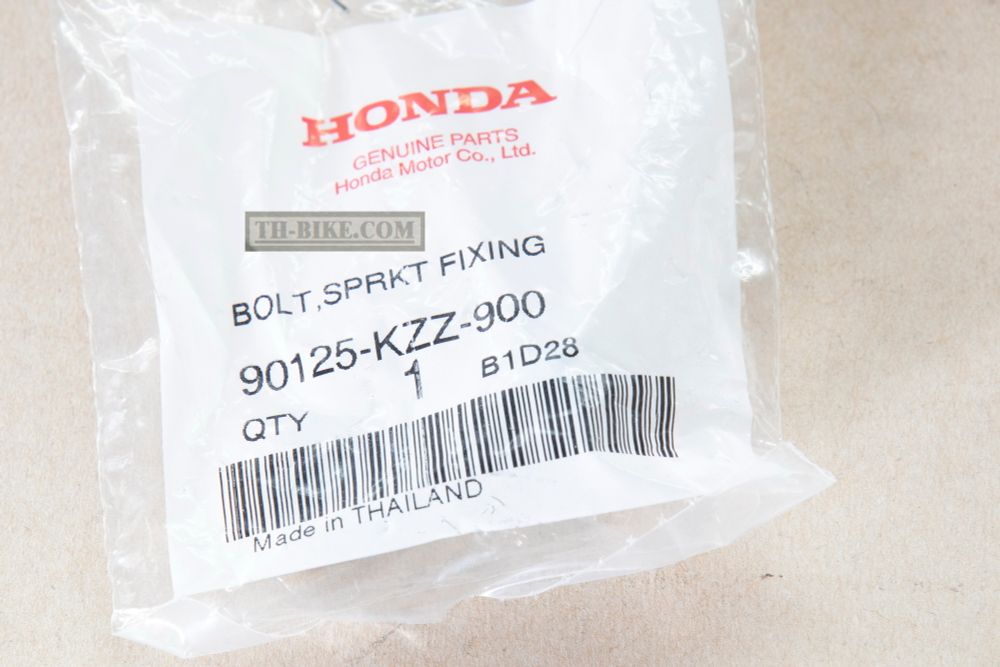 HONDA
GENUINE PARTS
Honda Motor Co., Ltd.
TH-BIKE.COM
BOLT,SPRKT FIXING
90125-KZZ-900
QTY 1 B1D28
Made in THAILAND